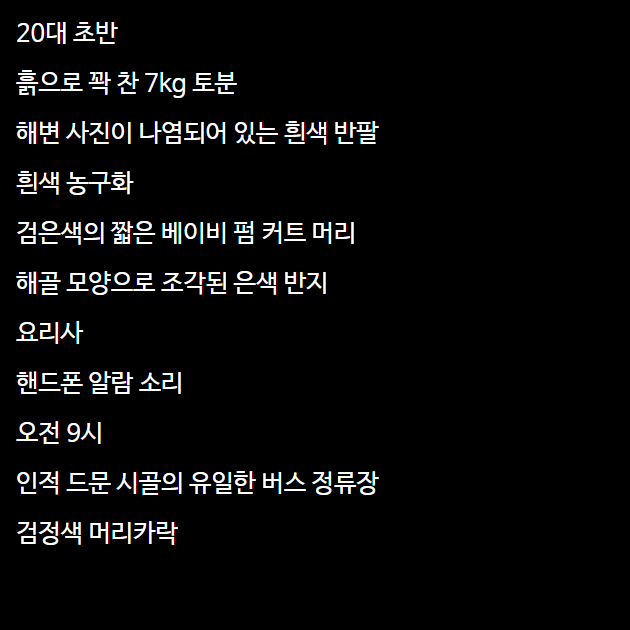 20대 초반
흙으로 꽉 찬 7kg 토분
해변 사진이 나염되어 있는 흰색 반팔
흰색 농구화
검은색의 짧은 베이비 펌 커트 머리
해골 모양으로 조각된 은색 반지
요리사
핸드폰 알람 소리
오전 9시
인적 드문 시골의 유일한 버스 정류장
검정색 머리카락